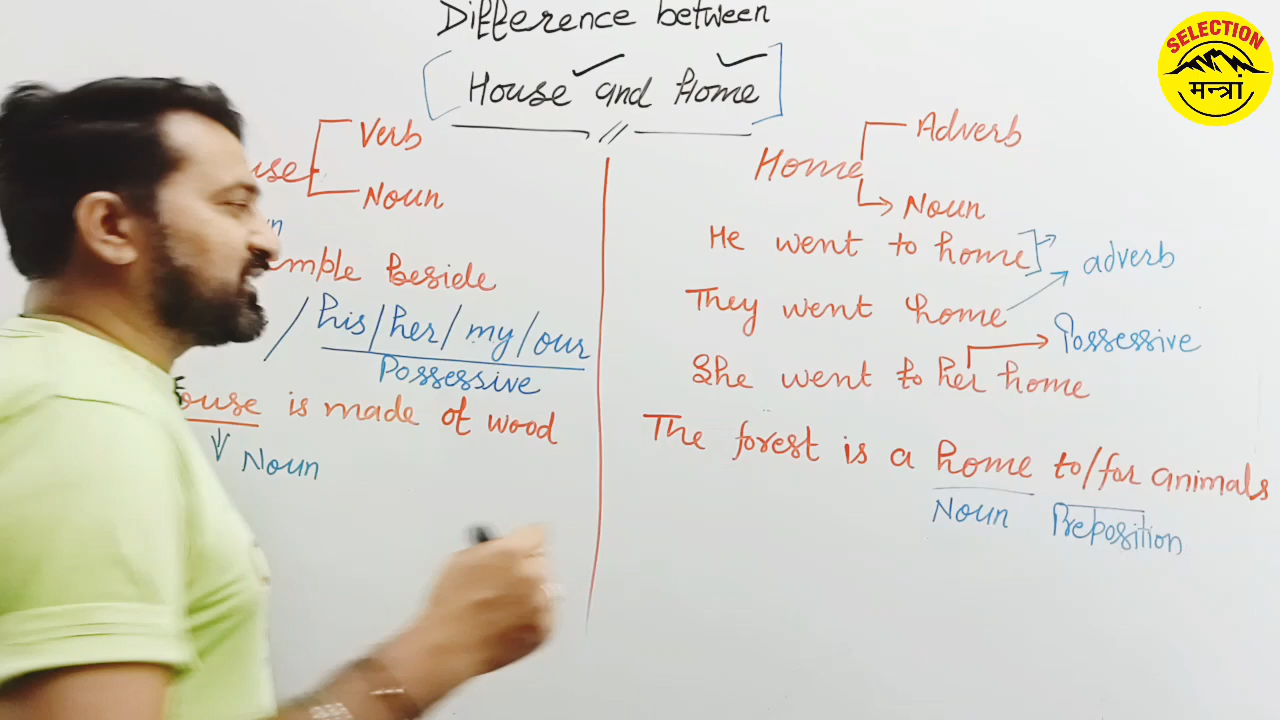 Difference between
House and Home
SELECTION
मन्त्रां
Verb
Noun
beside
his/her/my/our
Possessive
is made of wood
Noun
Home
Adverb
Noun
He went to home
adverb
They went home
Possessive
She went to her home
The forest is a home to/for animals
Noun
Preposition